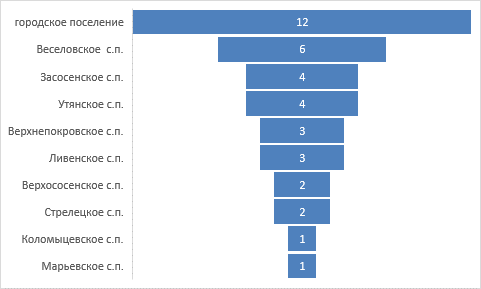 городское поселение 12
Веселовское с.п. 6
Засосенское с.п. 4
Утянское с.п. 4
Верхнепокровское с.п. 3
Ливенское с.п. 3
Верхососенское с.п. 2
Стрелецкое с.п. 2
Коломыцевское с.п. 1
Марьевское с.п. 1